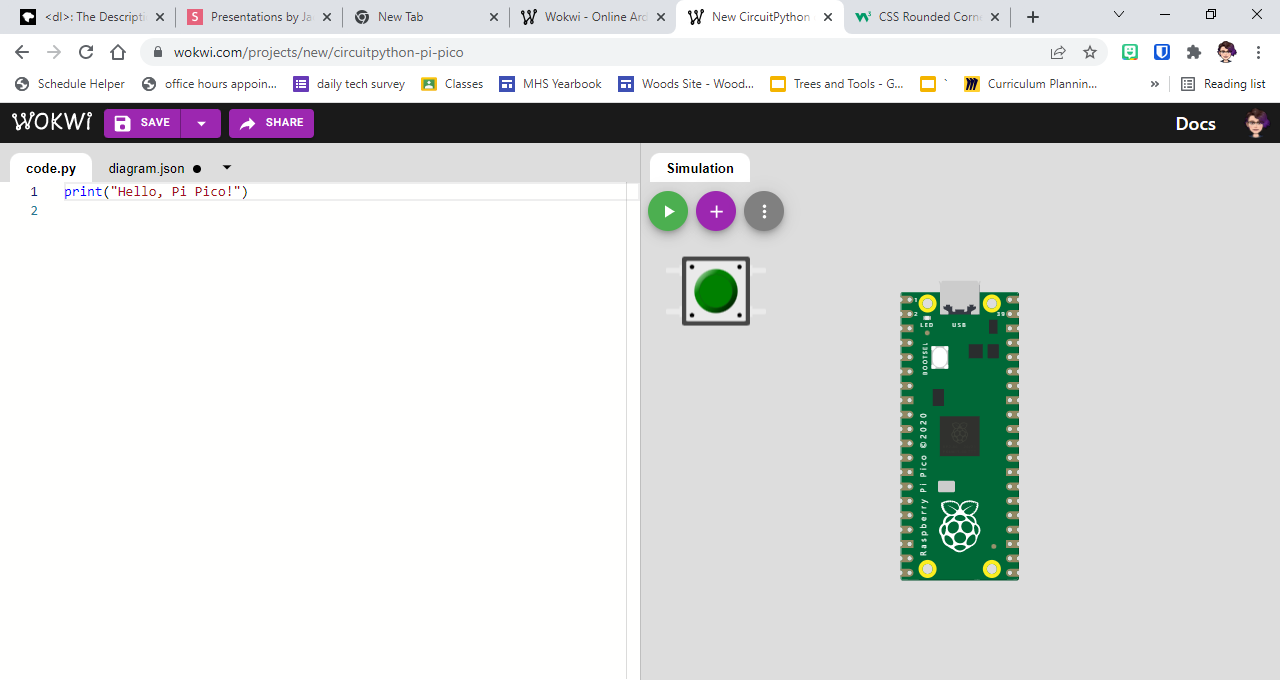 <dl>: The Descripti
Presentations by Ja
New Tab
Wokwi - Online Ard
New CircuitPython
CSS Rounded Corne
wokwi.com/projects/new/circuitpython-pi-pico
Schedule Helper
office hours appoin...
daily tech survey
Classes
MHS Yearbook
Woods Site - Wood...
Trees and Tools - G...
`
Curriculum Plannin...
»
Reading list
WOKWI
SAVE
SHARE
Docs
code.py
diagram.json
Simulation
1 print("Hello, Pi Pico!")
2
1
2
39
LED
USB
BOOTSEL
Raspberry Pi Pico ©2020